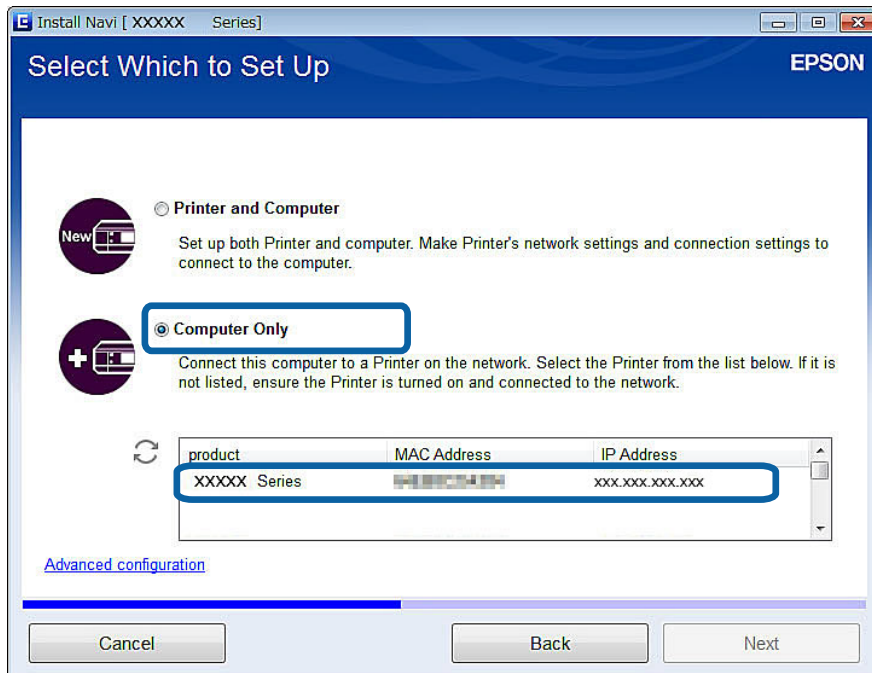 Install Navi [ XXXXX Series]
Select Which to Set Up
EPSON
New
Printer and Computer
Set up both Printer and computer. Make Printer's network settings and connection settings to
connect to the computer.
Computer Only
Connect this computer to a Printer on the network. Select the Printer from the list below. If it is
not listed, ensure the Printer is turned on and connected to the network.
product MAC Address IP Address
XXXXX Series xxx.xxx.xxx.xxx
Advanced configuration
Cancel Back Next